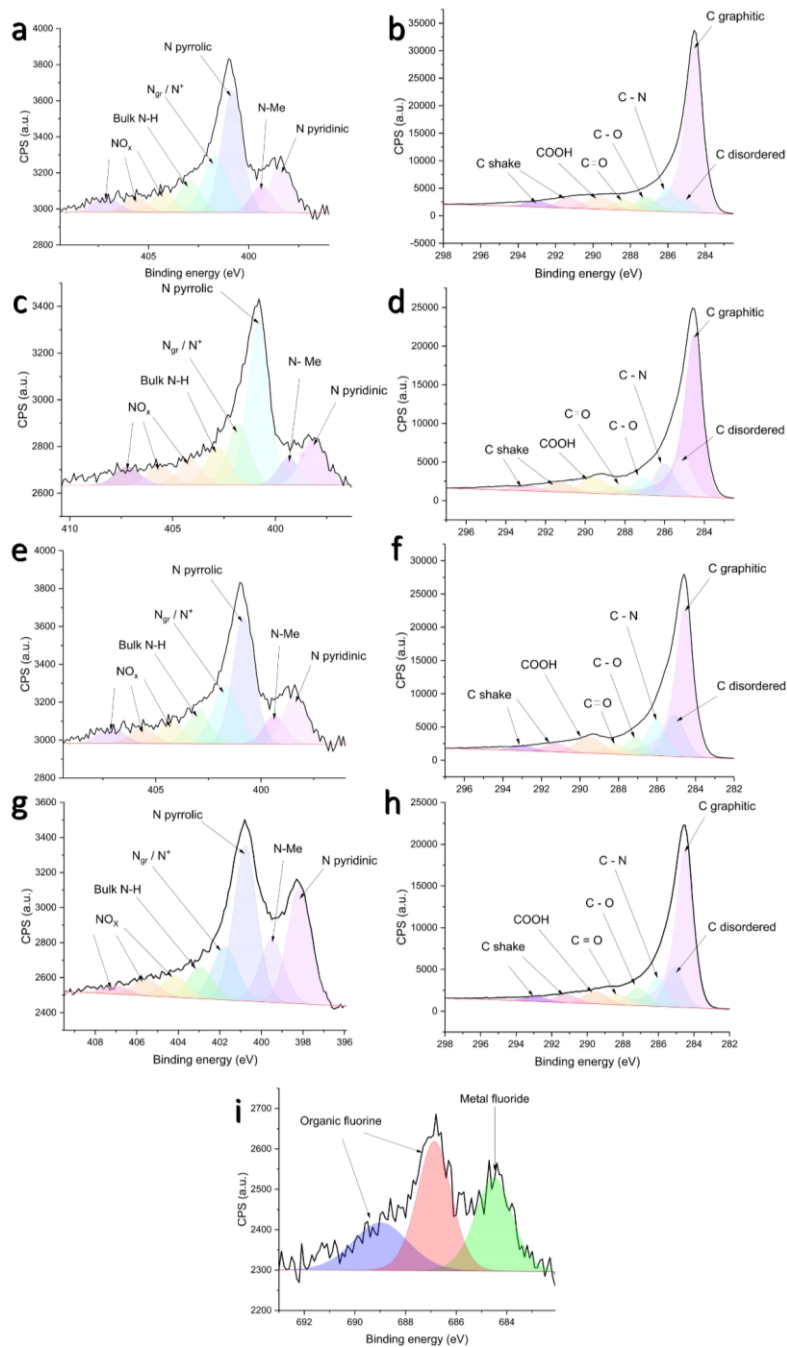 a
N pyrrolic
N_gr / N⁺
Bulk N-H
NOₓ
N-Me
N pyridinic
4000
3800
3600
3400
3200
3000
2800
CPS (a.u.)
405
400
Binding energy (eV)
b
C graphitic
C - N
C - O
COOH
C=O
C shake
C disordered
35000
30000
25000
20000
15000
10000
5000
0
-5000
CPS (a.u.)
298 296 294 292 290 288 286 284
Binding energy (eV)
c
N pyrrolic
N_gr / N⁺
Bulk N-H
NOₓ
N- Me
N pyridinic
3400
3200
3000
2800
2600
CPS (a.u.)
410
405
400
Binding energy (eV)
d
C graphitic
C - N
C=O
C - O
COOH
C shake
C disordered
25000
20000
15000
10000
5000
0
CPS (a.u.)
296 294 292 290 288 286 284
Binding energy (eV)
e
N pyrrolic
N_gr / N⁺
Bulk N-H
NOₓ
N-Me
N pyridinic
4000
3800
3600
3400
3200
3000
2800
CPS (a.u.)
405
400
Binding energy (eV)
f
C graphitic
C - N
C - O
COOH
C=O
C shake
C disordered
30000
25000
20000
15000
10000
5000
0
CPS (a.u.)
296 294 292 290 288 286 284 282
Binding energy (eV)
g
N pyrrolic
N_gr / N⁺
N-Me
Bulk N-H
NOₓ
N pyridinic
3600
3400
3200
3000
2800
2600
2400
CPS (a.u.)
408 406 404 402 400 398 396
Binding energy (eV)
h
C graphitic
C - N
C - O
COOH
C = O
C shake
C disordered
25000
20000
15000
10000
5000
0
CPS (a.u.)
298 296 294 292 290 288 286 284 282
Binding energy (eV)
i
Metal fluoride
Organic fluorine
2700
2600
2500
2400
2300
2200
CPS (a.u.)
692 690 688 686 684
Binding energy (eV)